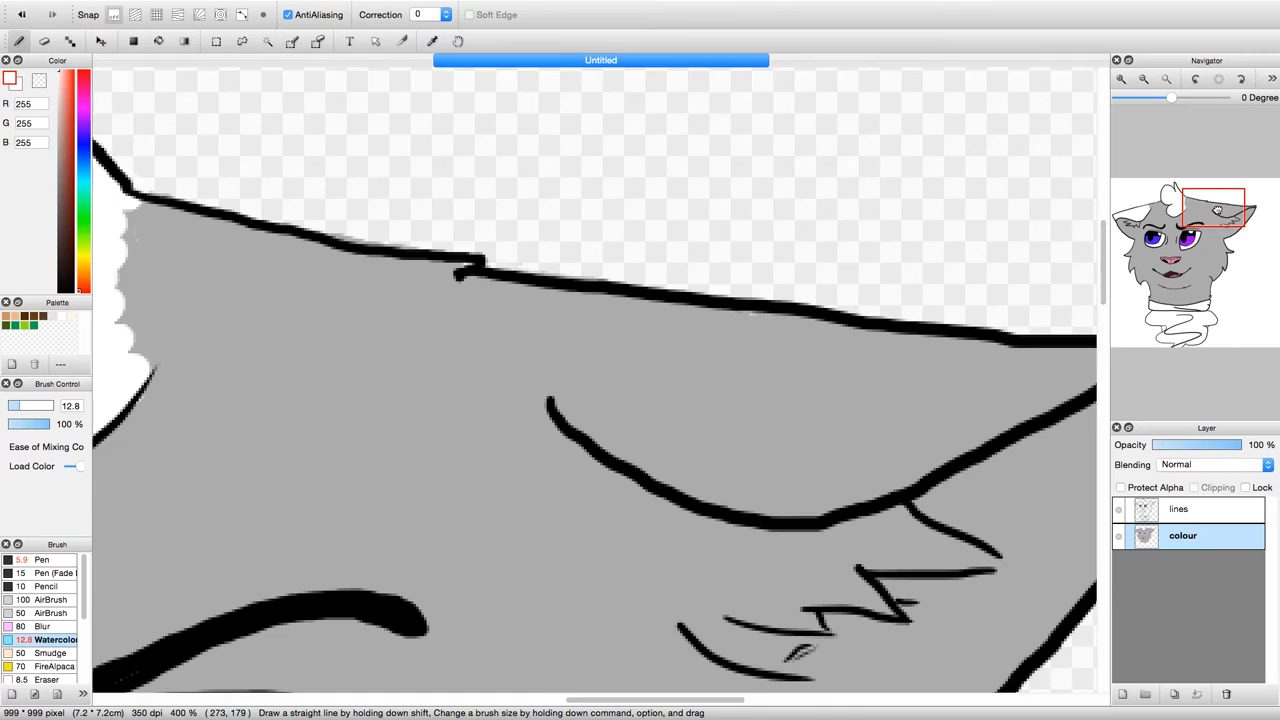 Snap off AntiAliasing Correction 0 Soft Edge
Untitled
Color
R 255
G 255
B 255
Palette
---
Brush Control
12.8
100 %
Ease of Mixing Co
Load Color
Brush
5.9 Pen
15 Pen (Fade
10 Pencil
100 AirBrush
50 AirBrush
80 Blur
12.8 Watercolor
50 Smudge
70 FireAlpaca
8.5 Eraser
Navigator
0 Degree
Layer
Opacity 100 %
Blending Normal
Protect Alpha Clipping Lock
lines
colour
999 * 999 pixel (7.2 * 7.2cm) 350 dpi 400 % ( 273, 179 ) Draw a straight line by holding down shift, Change a brush size by holding down command, option, and drag